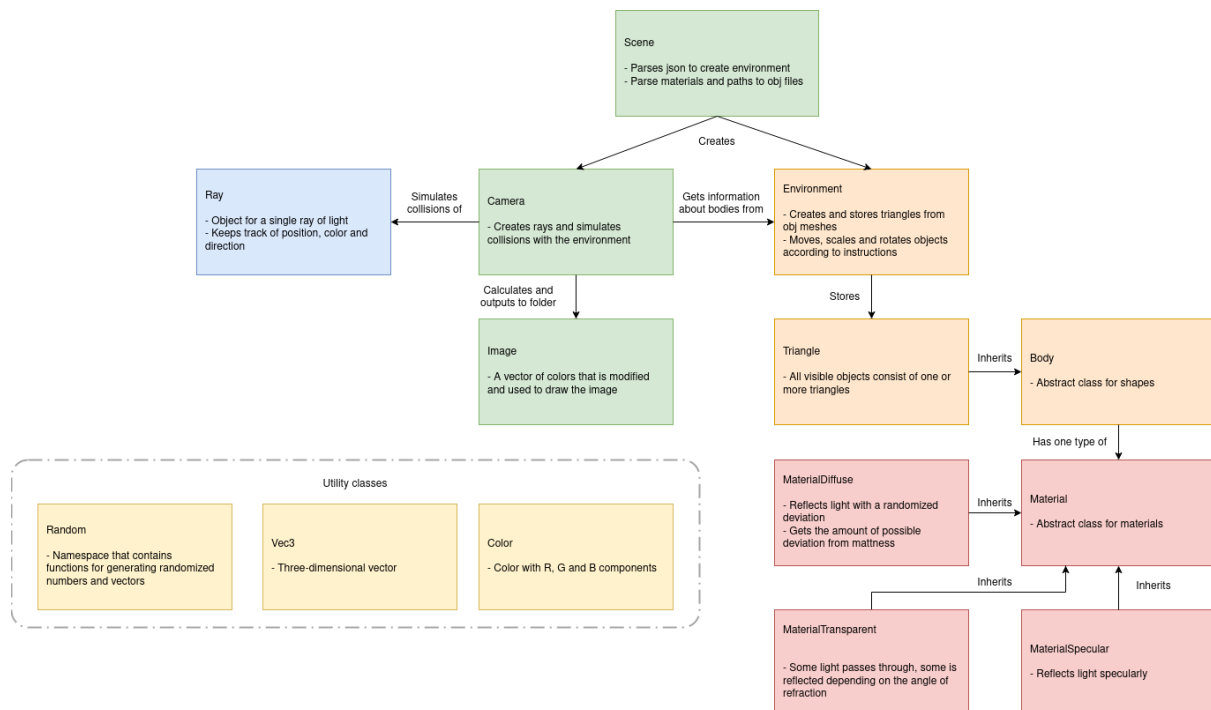 Scene
- Parses json to create environment
- Parse materials and paths to obj files
Creates
Ray
- Object for a single ray of light
- Keeps track of position, color and
direction
Simulates
collisions of
Camera
- Creates rays and simulates
collisions with the environment
Gets information
about bodies from
Environment
- Creates and stores triangles from
obj meshes
- Moves, scales and rotates objects
according to instructions
Calculates and
outputs to folder
Stores
Image
- A vector of colors that is modified
and used to draw the image
Triangle
- All visible objects consist of one or
more triangles
Inherits
Body
- Abstract class for shapes
Has one type of
Utility classes
Random
- Namespace that contains
functions for generating randomized
numbers and vectors
Vec3
- Three-dimensional vector
Color
- Color with R, G and B components
MaterialDiffuse
- Reflects light with a randomized
deviation
- Gets the amount of possible
deviation from mattness
Inherits
Material
- Abstract class for materials
Inherits
Inherits
MaterialTransparent
- Some light passes through, some is
reflected depending on the angle of
refraction
MaterialSpecular
- Reflects light specularly